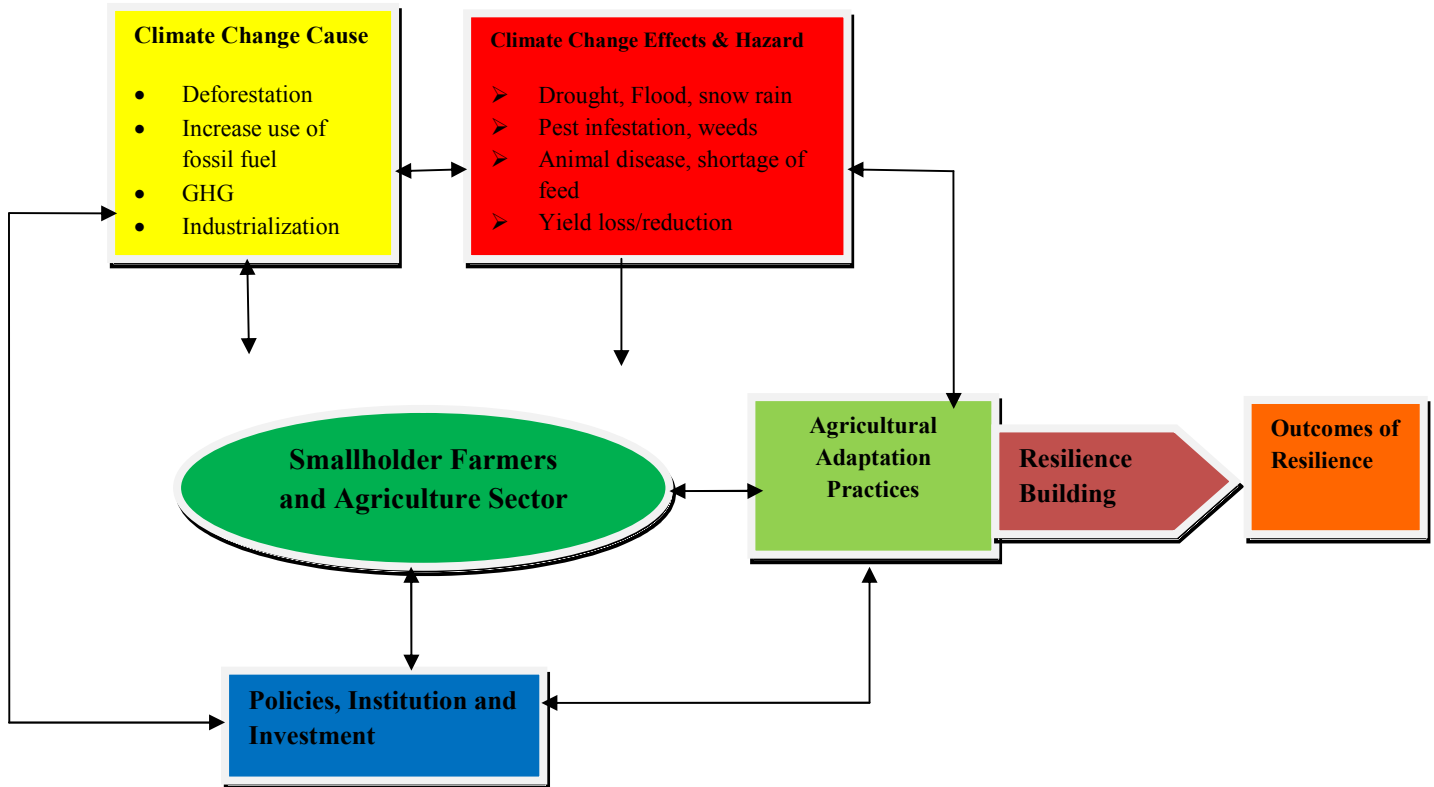 Climate Change Cause
• Deforestation
• Increase use of
fossil fuel
• GHG
• Industrialization
Climate Change Effects & Hazard
➢ Drought, Flood, snow rain
➢ Pest infestation, weeds
➢ Animal disease, shortage of
feed
➢ Yield loss/reduction
Smallholder Farmers
and Agriculture Sector
Agricultural
Adaptation
Practices
Resilience
Building
Outcomes of
Resilience
Policies, Institution and
Investment